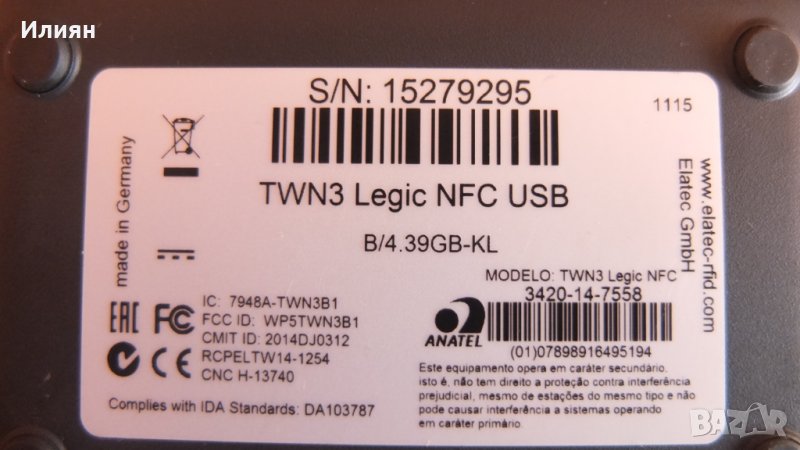 Илиян
S/N: 15279295
1115
TWN3 Legic NFC USB
B/4.39GB-KL
made in Germany
www.elatec-rfid.com
Elatec GmbH
MODELO: TWN3 Legic NFC
3420-14-7558
ANATEL
(01)07898916495194
EAC FC
CE
IC: 7948A-TWN3B1
FCC ID: WP5TWN3B1
CMIT ID: 2014DJ0312
RCPELTW14-1254
CNC H-13740
Complies with IDA Standards: DA103787
Este equipamento opera em caráter secundário,
isto é, não tem direito a proteção contra interferência
prejudicial, mesmo de estações do mesmo tipo e não
pode causar interferência a sistemas operando
em caráter primário.
BAZAR